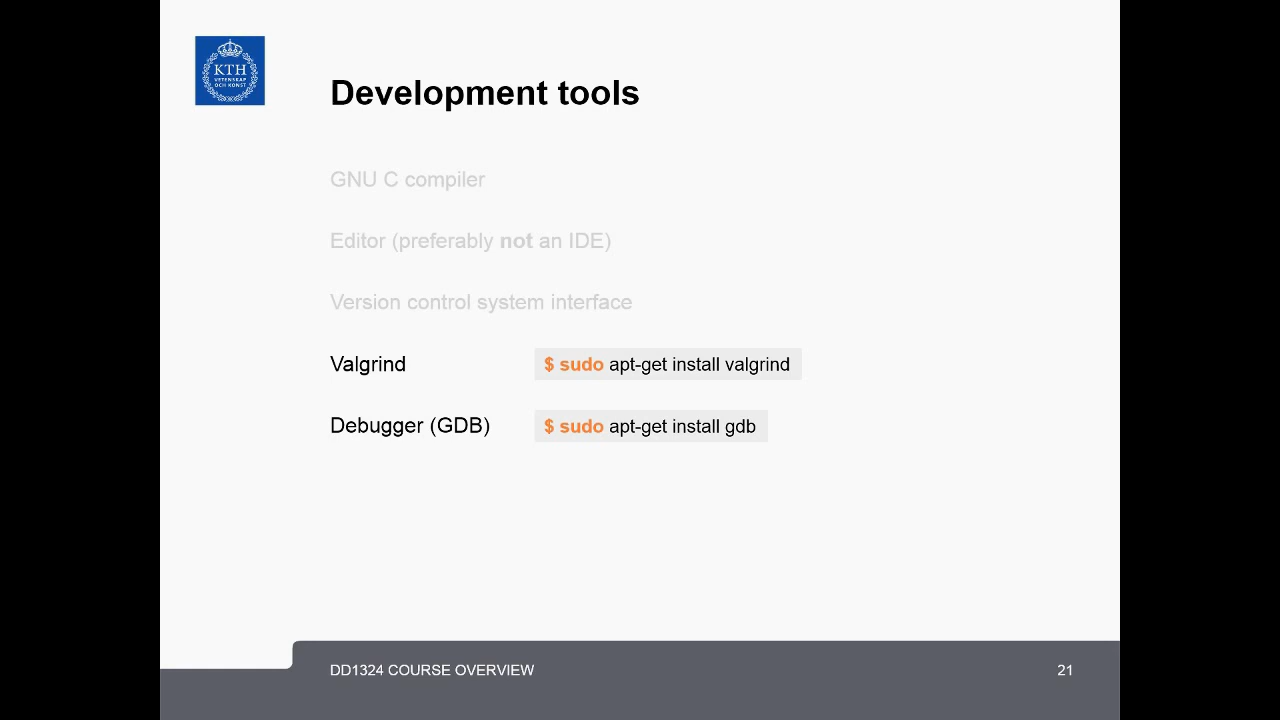 KTH
VETENSKAP
OCH KONST
Development tools
GNU C compiler
Editor (preferably not an IDE)
Version control system interface
Valgrind $ sudo apt-get install valgrind
Debugger (GDB) $ sudo apt-get install gdb
DD1324 COURSE OVERVIEW 21